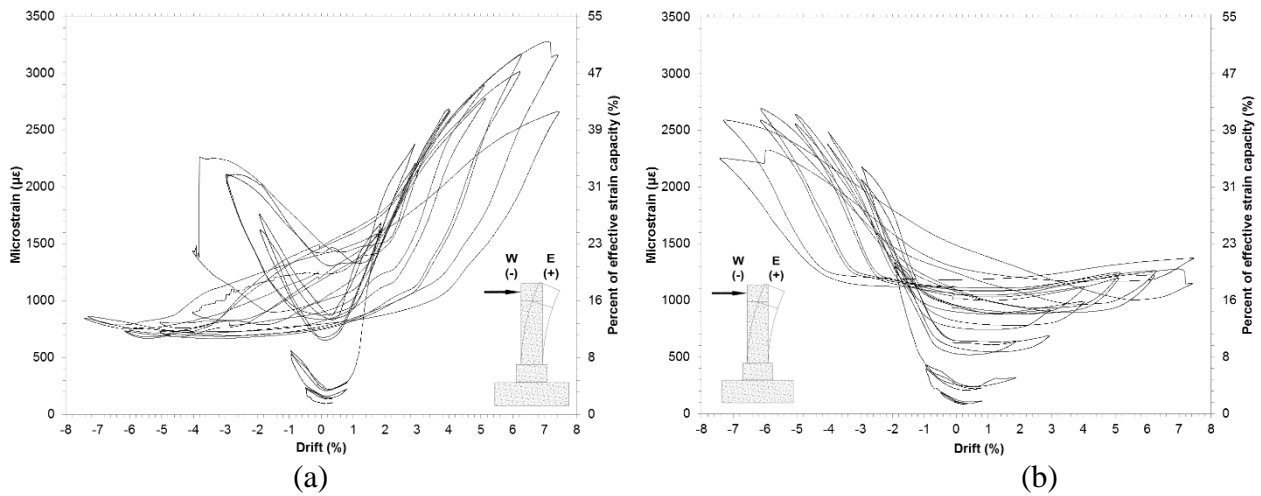 3500
3000
2500
2000
1500
1000
500
0
Microstrain (με)
55
47
39
31
23
16
8
0
Percent of effective strain capacity (%)
W E
(-) (+)
-8 -7 -6 -5 -4 -3 -2 -1 0 1 2 3 4 5 6 7 8
Drift (%)
(a)
3500
3000
2500
2000
1500
1000
500
0
Microstrain (με)
55
47
39
31
23
16
8
0
Percent of effective strain capacity (%)
W E
(-) (+)
-8 -7 -6 -5 -4 -3 -2 -1 0 1 2 3 4 5 6 7 8
Drift (%)
(b)